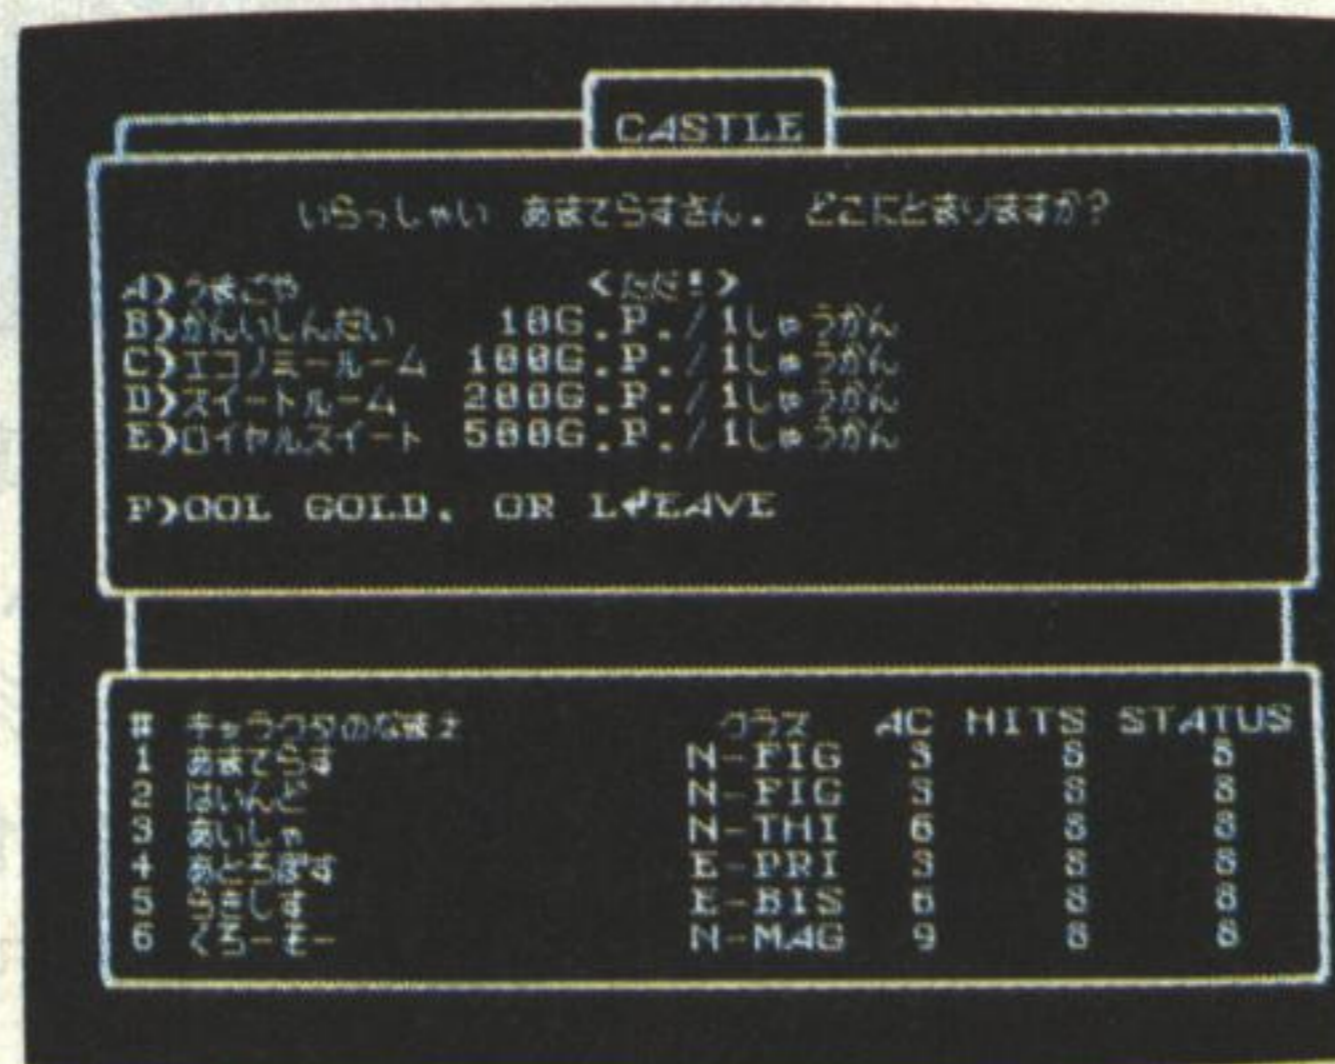 CASTLE
いらっしゃい あまてらすさん. どこにとまりますか?
A)うまごや <ただ!>
B)かんいしんだい 10G.P./1しゅうかん
C)エコノミールーム 100G.P./1しゅうかん
D)スイートルーム 200G.P./1しゅうかん
E)ロイヤルスイート 500G.P./1しゅうかん
P)OOL GOLD, OR L↵EAVE
# キャラクタのなまえ クラス AC HITS STATUS
1 あまてらす N-FIG 3 8 8
2 はいんど N-FIG 3 8 8
3 あいしゃ N-THI 6 8 8
4 あとろぽす E-PRI 3 8 8
5 らきしす E-BIS 6 8 8
6 くろーそー N-MAG 9 8 8